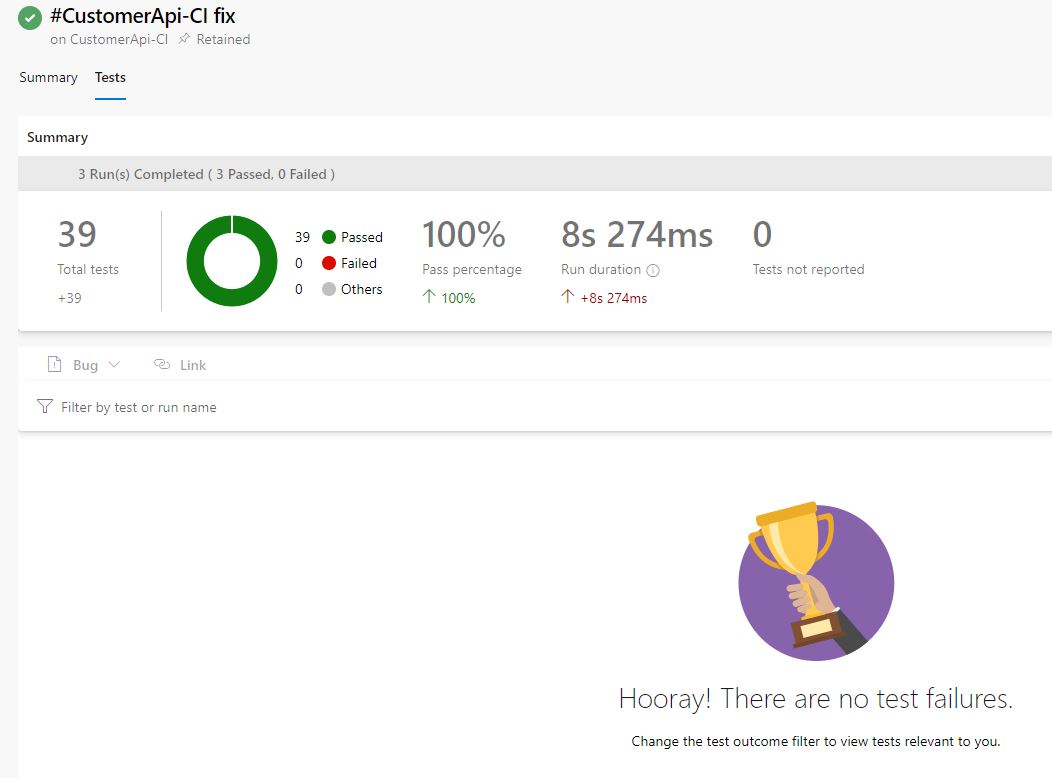 #CustomerApi-CI fix
on CustomerApi-CI Retained
Summary Tests
Summary
3 Run(s) Completed ( 3 Passed, 0 Failed )
39
Total tests
+39
39 Passed
0 Failed
0 Others
100%
Pass percentage
100%
8s 274ms
Run duration
+8s 274ms
0
Tests not reported
Bug Link
Filter by test or run name
Hooray! There are no test failures.
Change the test outcome filter to view tests relevant to you.